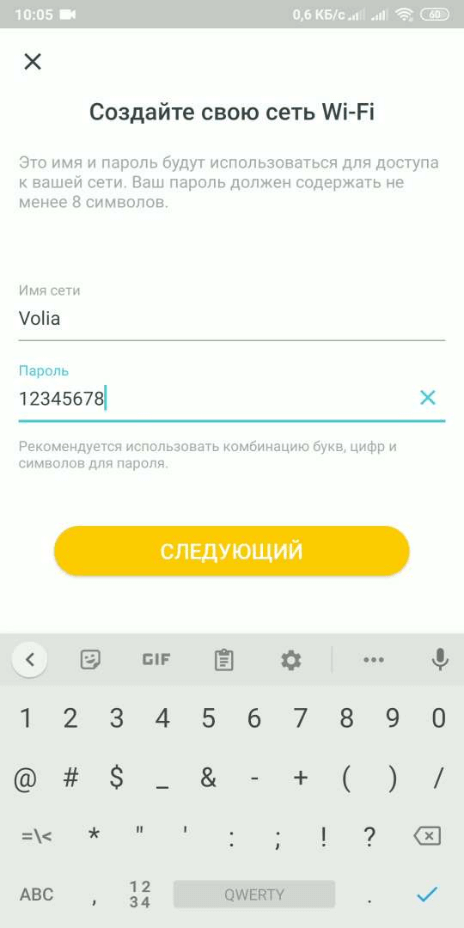 10:05 0,6 КБ/с 60
Создайте свою сеть Wi-Fi
Это имя и пароль будут использоваться для доступа
к вашей сети. Ваш пароль должен содержать не
менее 8 символов.
Имя сети
Volia
Пароль
12345678
Рекомендуется использовать комбинацию букв, цифр и
символов для пароля.
СЛЕДУЮЩИЙ
GIF
1 2 3 4 5 6 7 8 9 0
@ # $ _ & - + ( ) /
=\< * " ' : ; ! ?
ABC , 12 34 QWERTY .